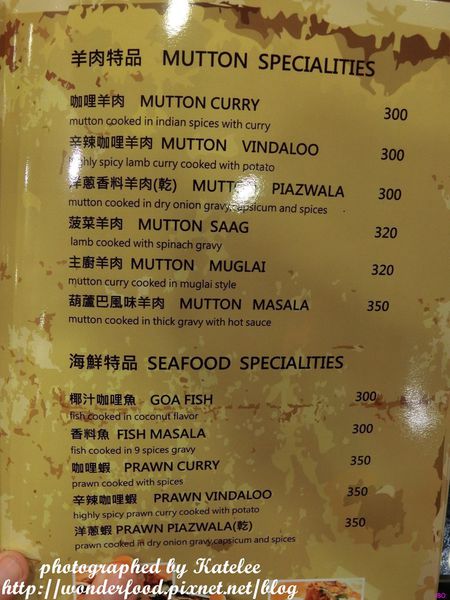 羊肉特品 MUTTON SPECIALITIES
咖哩羊肉 MUTTON CURRY 300
mutton cooked in indian spices with curry
辛辣咖哩羊肉 MUTTON VINDALOO 300
highly spicy lamb curry cooked with potato
洋蔥香料羊肉(乾) MUTTON PIAZWALA 300
mutton cooked in dry onion gravy,capsicum and spices
菠菜羊肉 MUTTON SAAG 320
lamb cooked with spinach gravy
主廚羊肉 MUTTON MUGLAI 320
mutton curry cooked in muglai style
葫蘆巴風味羊肉 MUTTON MASALA 350
mutton cooked in thick gravy with hot sauce
海鮮特品 SEAFOOD SPECIALITIES
椰汁咖哩魚 GOA FISH 300
fish cooked in coconut flavor
香料魚 FISH MASALA 300
fish cooked in 9 spices gravy
咖哩蝦 PRAWN CURRY 350
prawn cooked with spices
辛辣咖哩蝦 PRAWN VINDALOO 350
highly spicy prawn curry cooked with potato
洋蔥蝦 PRAWN PIAZWALA(乾) 350
prawn cooked in dry onion gravy,capsicum and spices
photographed by Katelee
http://wonderfood.pixnet.net/blog